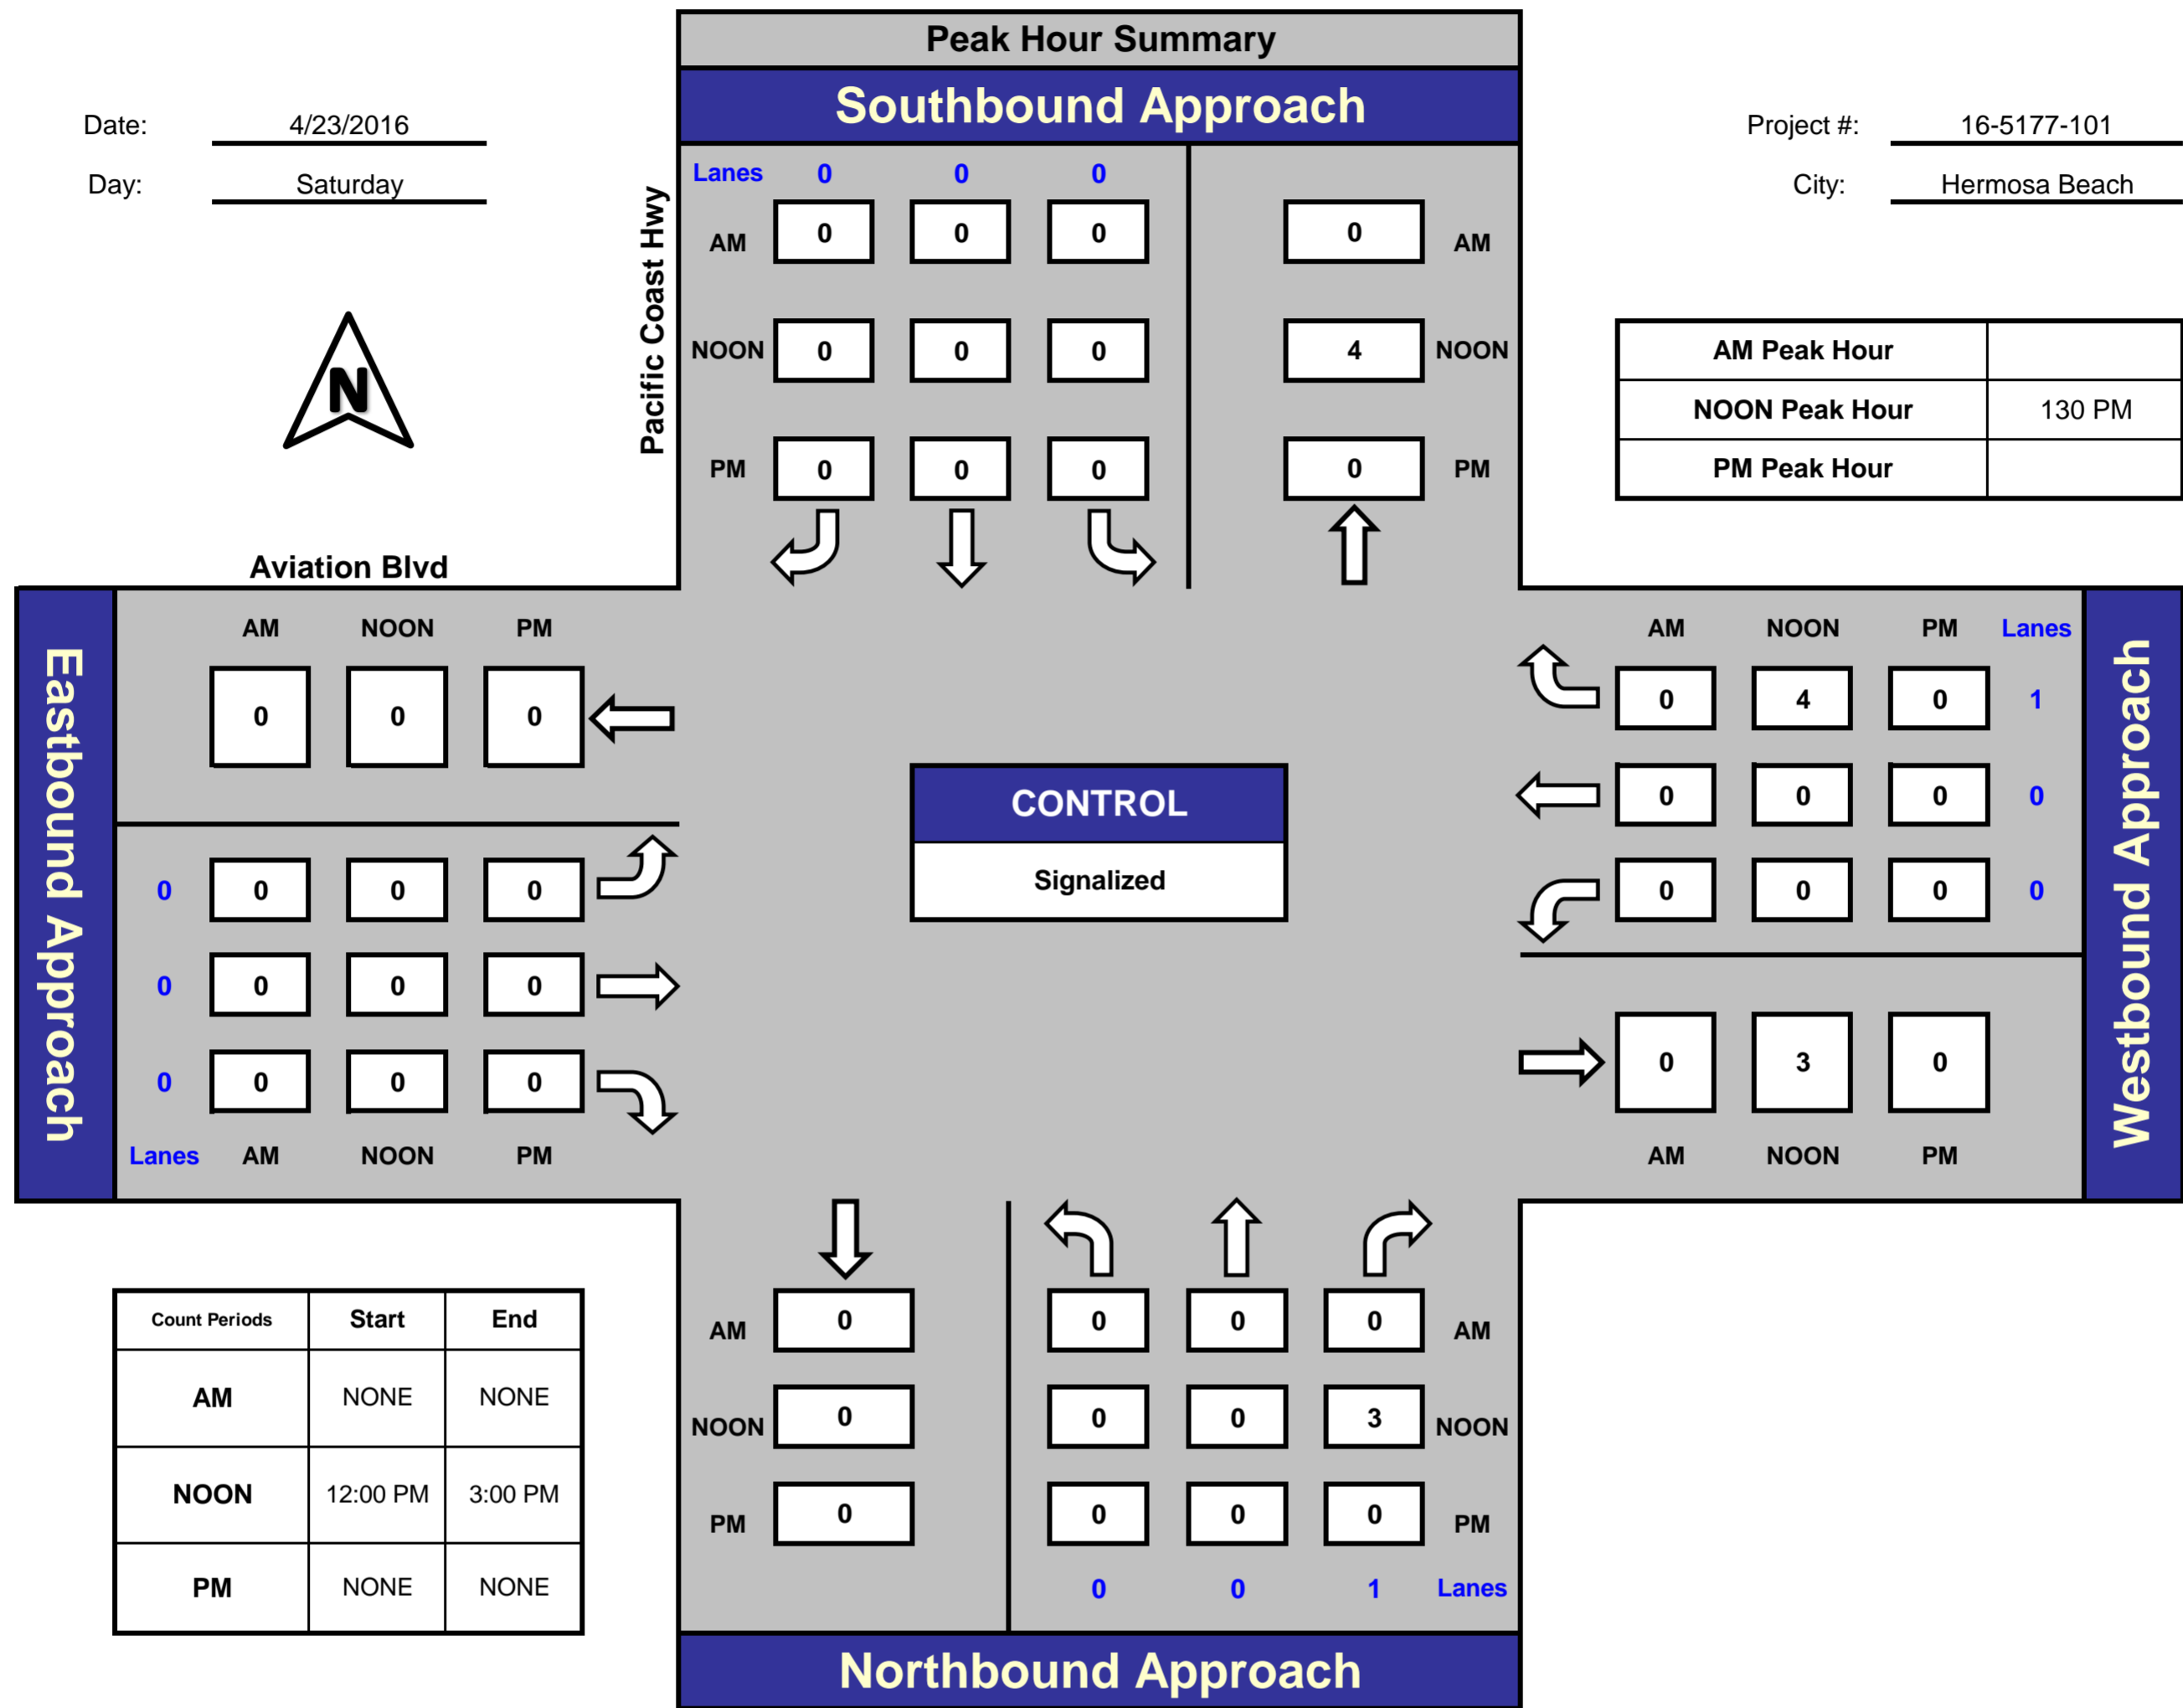 Peak Hour Summary
Southbound Approach
Date: 4/23/2016
Project #: 16-5177-101
Day: Saturday
City: Hermosa Beach
Pacific Coast Hwy
Lanes 0 0 0
AM 0 0 0 0 AM
NOON 0 0 0 4 NOON
PM 0 0 0 0 PM
N
AM Peak Hour
NOON Peak Hour 130 PM
PM Peak Hour
Aviation Blvd
Eastbound Approach
AM NOON PM
0 0 0
0 0 0 0
0 0 0 0
0 0 0 0
Lanes AM NOON PM
CONTROL
Signalized
AM NOON PM Lanes
0 4 0 1
0 0 0 0
0 0 0 0
0 3 0
AM NOON PM
Westbound Approach
Count Periods Start End
AM NONE NONE
NOON 12:00 PM 3:00 PM
PM NONE NONE
AM 0 0 0 0 AM
NOON 0 0 0 3 NOON
PM 0 0 0 0 PM
0 0 1 Lanes
Northbound Approach